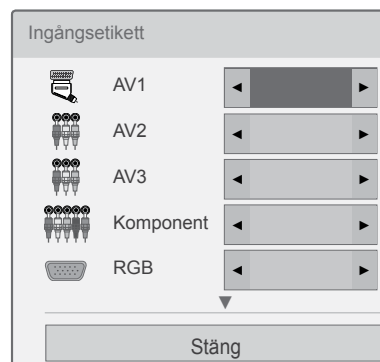 Ingångsetikett
AV1
AV2
AV3
Komponent
RGB
Stäng